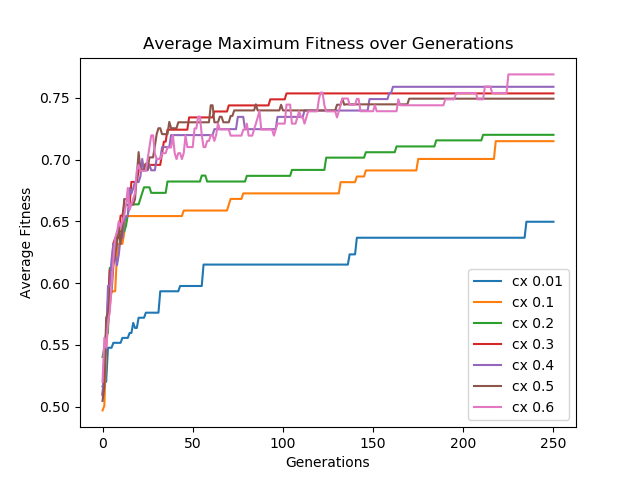 Average Maximum Fitness over Generations
Average Fitness
0.75
0.70
0.65
0.60
0.55
0.50
0
50
100
150
200
250
Generations
cx 0.01
cx 0.1
cx 0.2
cx 0.3
cx 0.4
cx 0.5
cx 0.6